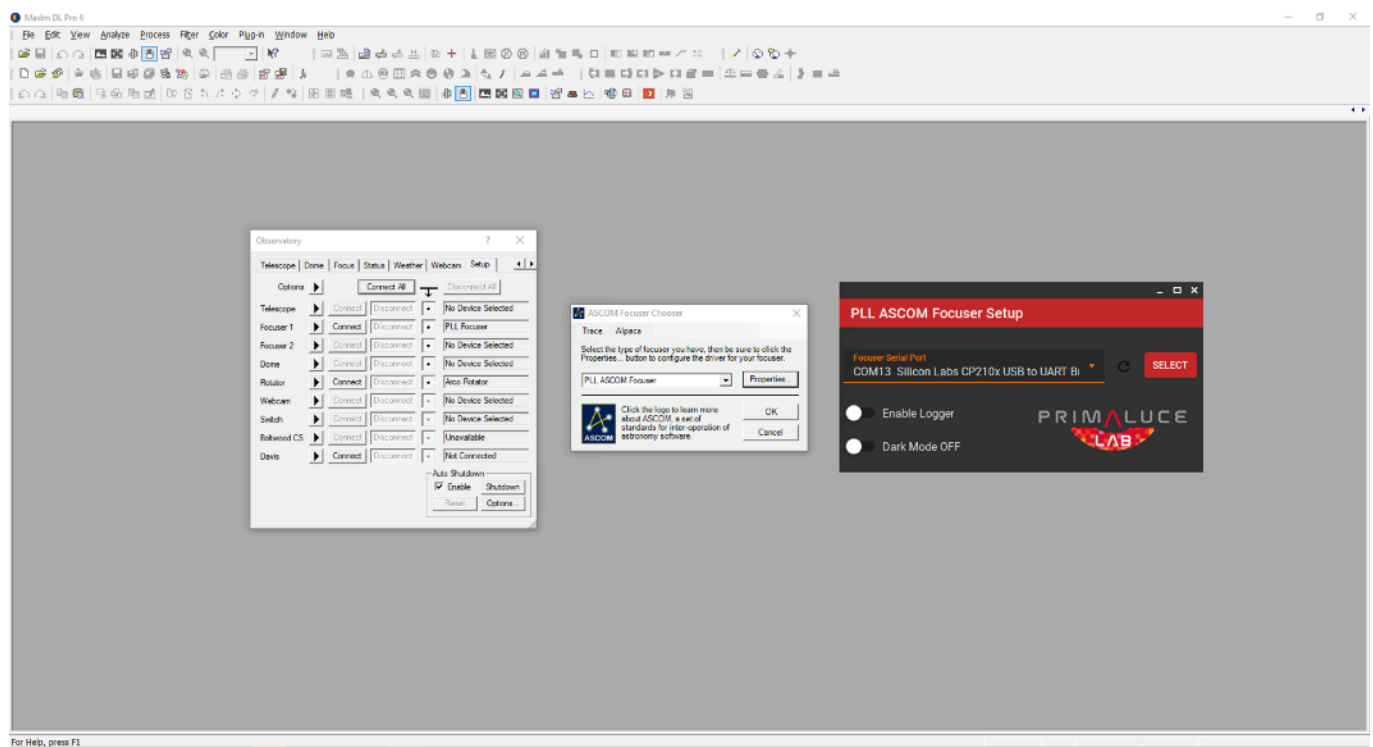 MaxIm DL Pro 6
File Edit View Analyze Process Filter Color Plug-in Window Help
Observatory ?
Telescope Dome Focus Status Weather Webcam Setup
Options Connect All Disconnect All
Telescope Connect Disconnect No Device Selected
Focuser 1 Connect Disconnect PLL Focuser
Focuser 2 Connect Disconnect No Device Selected
Dome Connect Disconnect No Device Selected
Rotator Connect Disconnect Arco Rotator
Webcam Connect Disconnect No Device Selected
Switch Connect Disconnect No Device Selected
Boltwood CS Connect Disconnect Unavailable
Davis Connect Disconnect Not Connected
Auto Shutdown
Enable Shutdown
Reset Options...
ASCOM Focuser Chooser
Trace Alpaca
Select the type of focuser you have, then be sure to click the
Properties... button to configure the driver for your focuser.
PLL ASCOM Focuser Properties...
Click the logo to learn more
about ASCOM, a set of
standards for inter-operation of
astronomy software.
ASCOM
OK
Cancel
PLL ASCOM Focuser Setup
Focuser Serial Port
COM13 Silicon Labs CP210x USB to UART Bri
SELECT
Enable Logger
Dark Mode OFF
PRIMALUCE
LAB
For Help, press F1